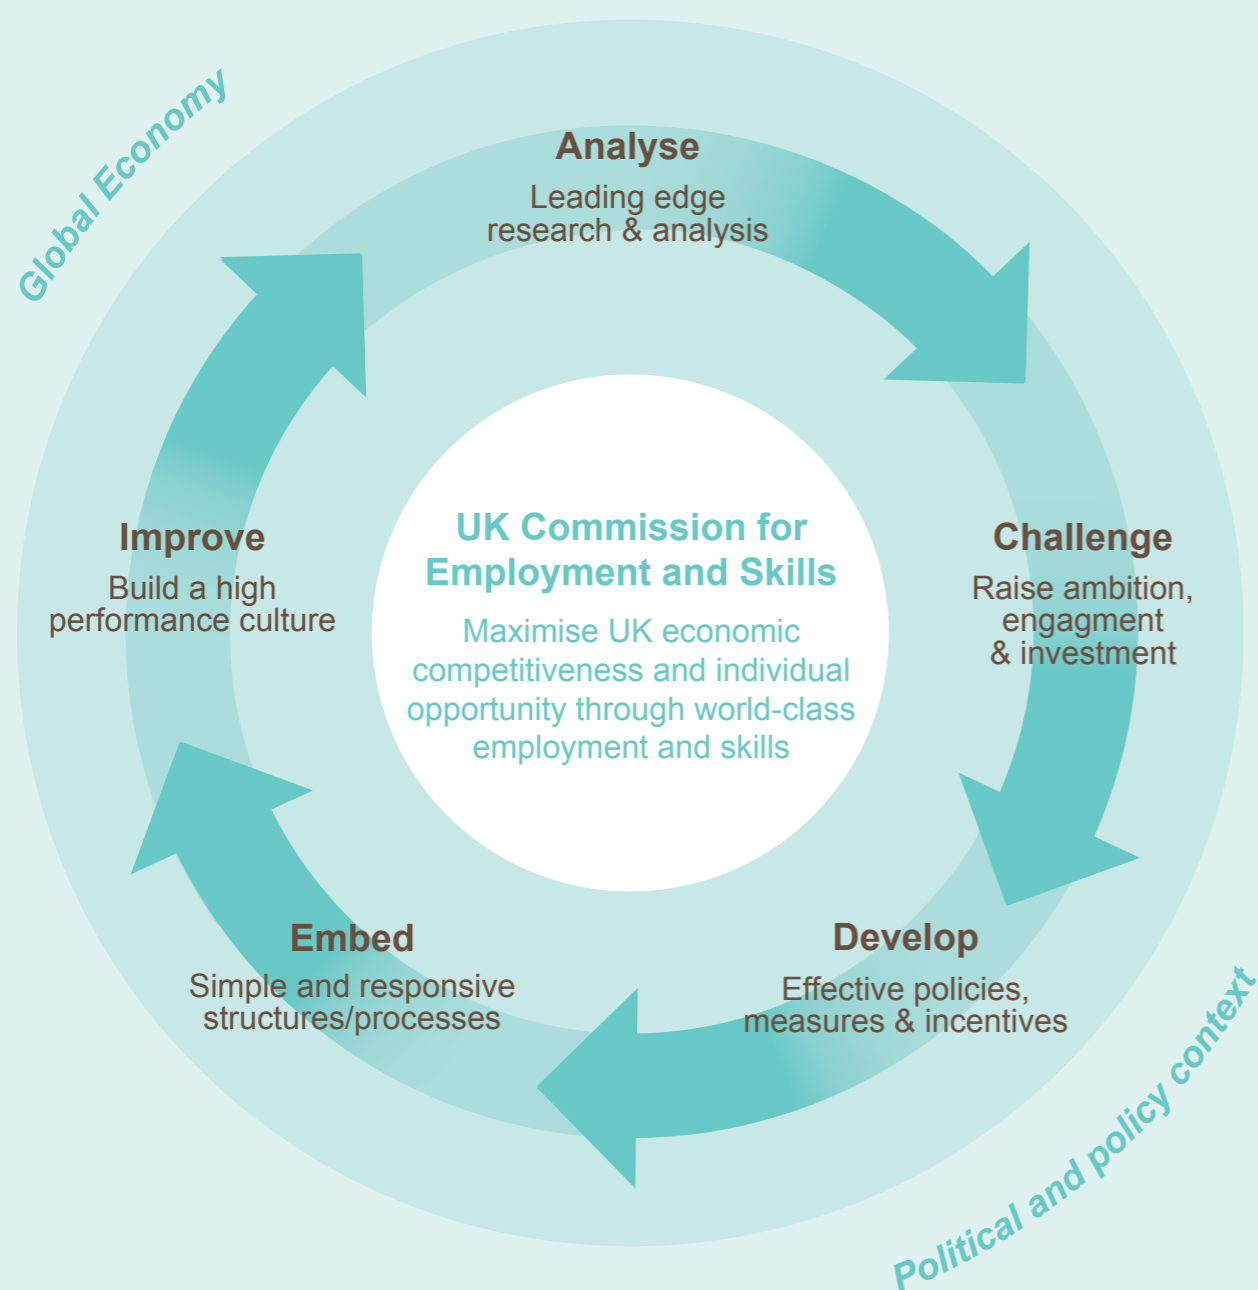 Global Economy
Analyse
Leading edge
research & analysis
Improve
Build a high
performance culture
UK Commission for
Employment and Skills
Maximise UK economic
competitiveness and individual
opportunity through world-class
employment and skills
Challenge
Raise ambition,
engagment
& investment
Embed
Simple and responsive
structures/processes
Develop
Effective policies,
measures & incentives
Political and policy context